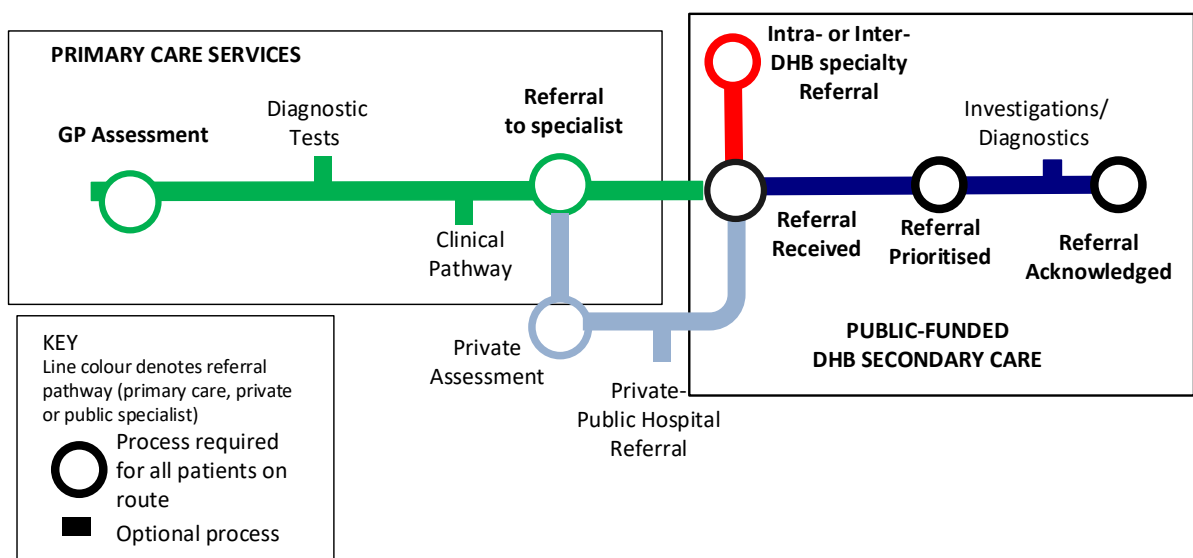 PRIMARY CARE SERVICES
GP Assessment
Diagnostic
Tests
Clinical
Pathway
Referral
to specialist
Intra- or Inter-
DHB specialty
Referral
Referral
Received
Referral
Prioritised
Investigations/
Diagnostics
Referral
Acknowledged
PUBLIC-FUNDED
DHB SECONDARY CARE
Private
Assessment
Private-
Public Hospital
Referral
KEY
Line colour denotes referral
pathway (primary care, private
or public specialist)
Process required
for all patients on
route
Optional process